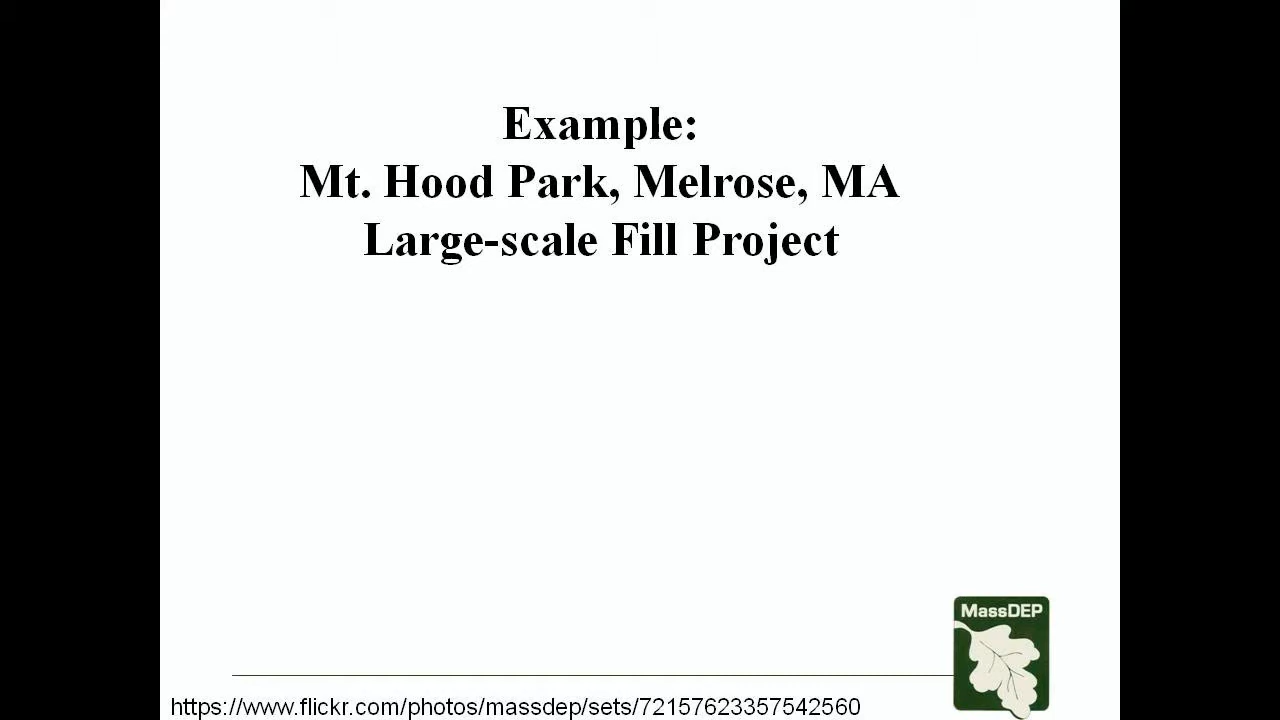 Example:
Mt. Hood Park, Melrose, MA
Large-scale Fill Project
MassDEP
https://www.flickr.com/photos/massdep/sets/72157623357542560